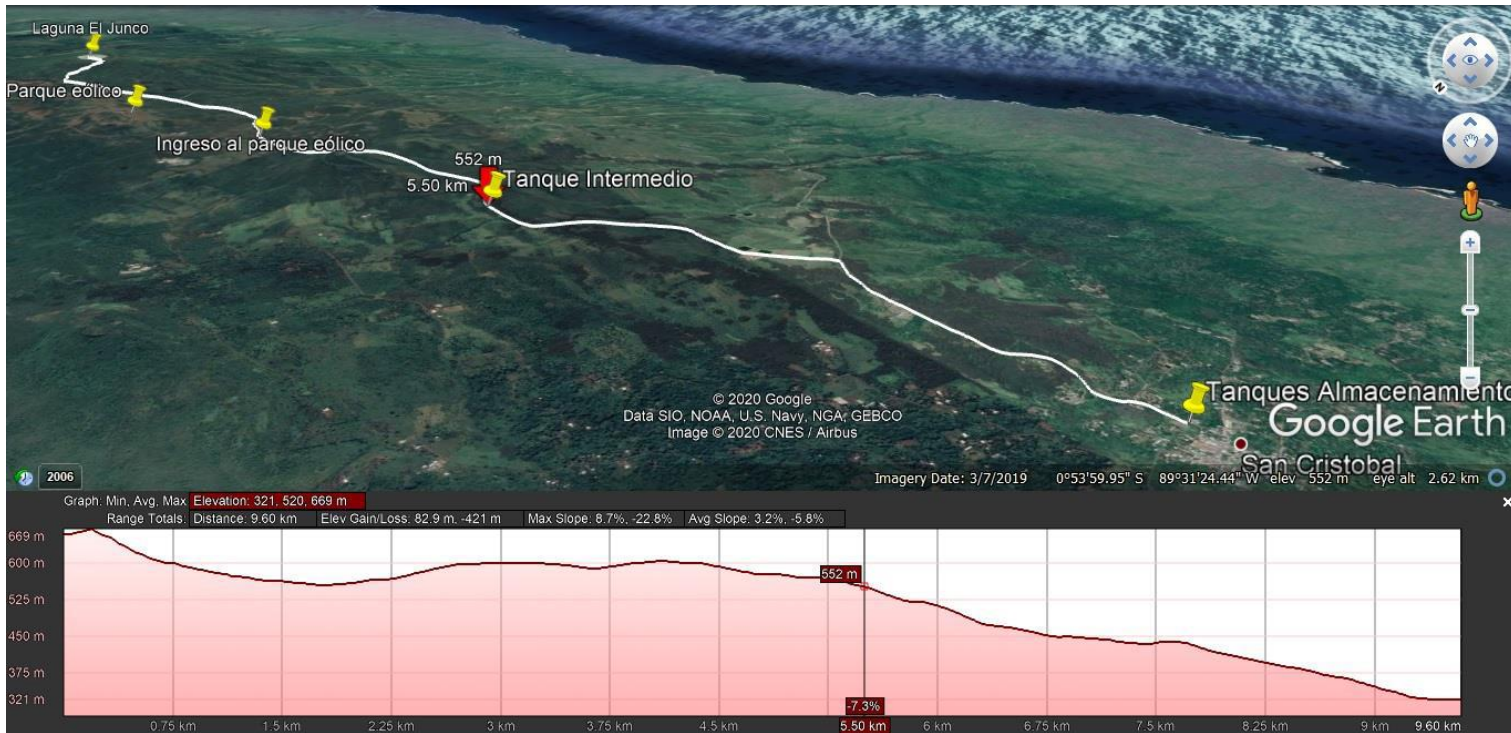 Laguna El Junco
Parque eólico
Ingreso al parque eólico
552 m
5.50 km
Tanque Intermedio
N
Tanques Almacenamiento
© 2020 Google
Data SIO, NOAA, U.S. Navy, NGA, GEBCO
Image © 2020 CNES / Airbus
Google Earth
San Cristobal
2006
Imagery Date: 3/7/2019 0°53'59.95" S 89°31'24.44" W elev 552 m eye alt 2.62 km
Graph: Min, Avg, Max Elevation: 321, 520, 669 m
Range Totals: Distance: 9.60 km Elev Gain/Loss: 82.9 m, -421 m Max Slope: 8.7%, -22.8% Avg Slope: 3.2%, -5.8%
669 m
600 m
552 m
525 m
450 m
375 m
321 m
-7.3%
0.75 km 1.5 km 2.25 km 3 km 3.75 km 4.5 km 5.50 km 6 km 6.75 km 7.5 km 8.25 km 9 km 9.60 km